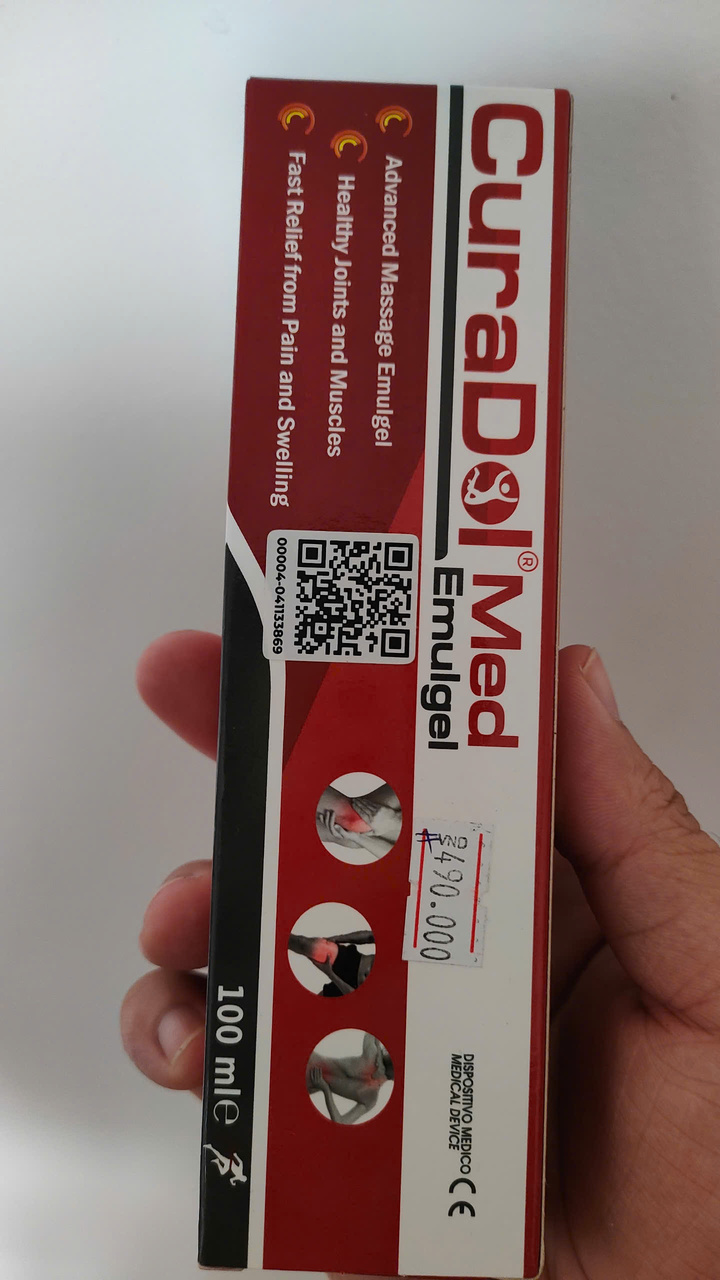 CuraDol® Med
Emulgel
Advanced Massage Emulgel
Healthy Joints and Muscles
Fast Relief from Pain and Swelling
00004-041133869
490.000
DISPOSITIVO MEDICO
MEDICAL DEVICE
CE
100 ml℮